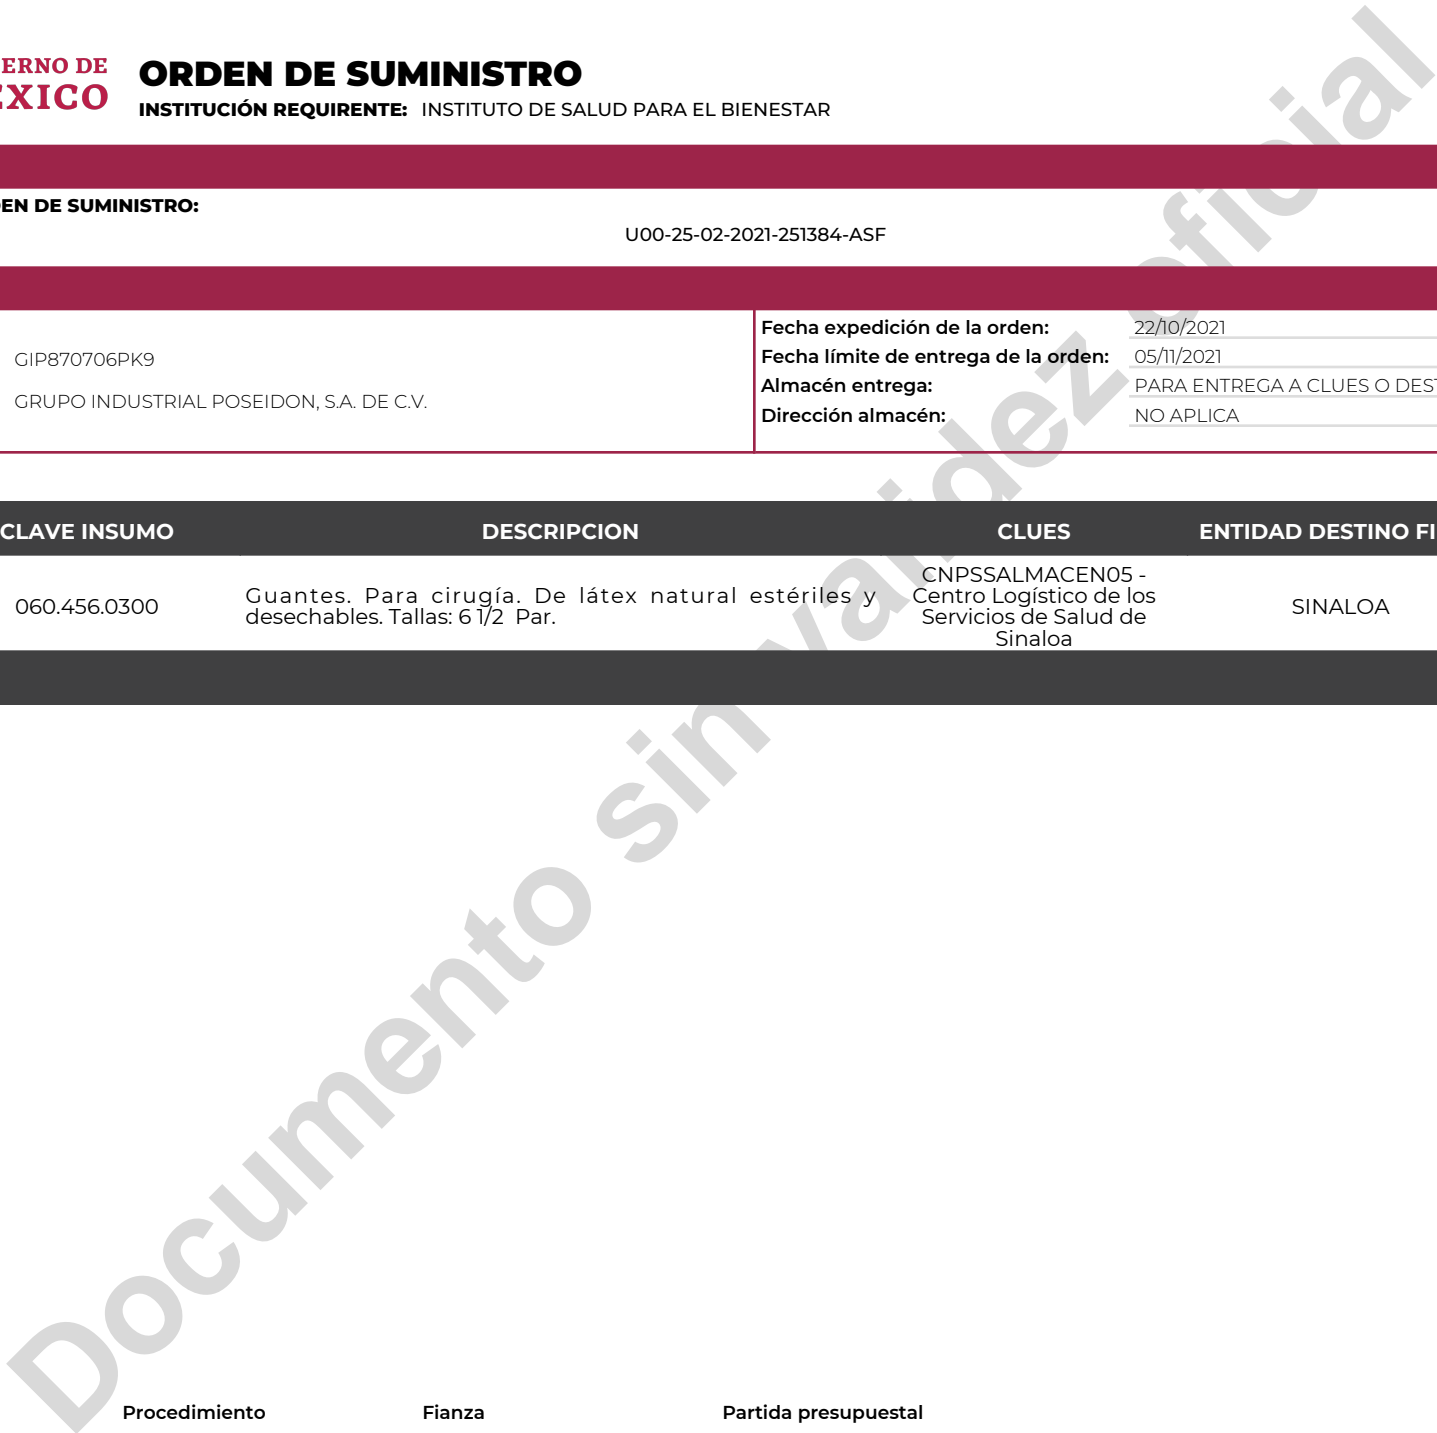 ERNO DE
EXICO
ORDEN DE SUMINISTRO
INSTITUCIÓN REQUIRENTE: INSTITUTO DE SALUD PARA EL BIENESTAR
EN DE SUMINISTRO:
U00-25-02-2021-251384-ASF
GIP870706PK9
GRUPO INDUSTRIAL POSEIDON, S.A. DE C.V.
Fecha expedición de la orden: 22/10/2021
Fecha límite de entrega de la orden: 05/11/2021
Almacén entrega: PARA ENTREGA A CLUES O DEST
Dirección almacén: NO APLICA
CLAVE INSUMO DESCRIPCION CLUES ENTIDAD DESTINO FI
060.456.0300
Guantes. Para cirugía. De látex natural estériles y
desechables. Tallas: 6 1/2 Par.
CNPSSALMACEN05 -
Centro Logístico de los
Servicios de Salud de
Sinaloa
SINALOA
Documento sin validez oficial
Procedimiento Fianza Partida presupuestal